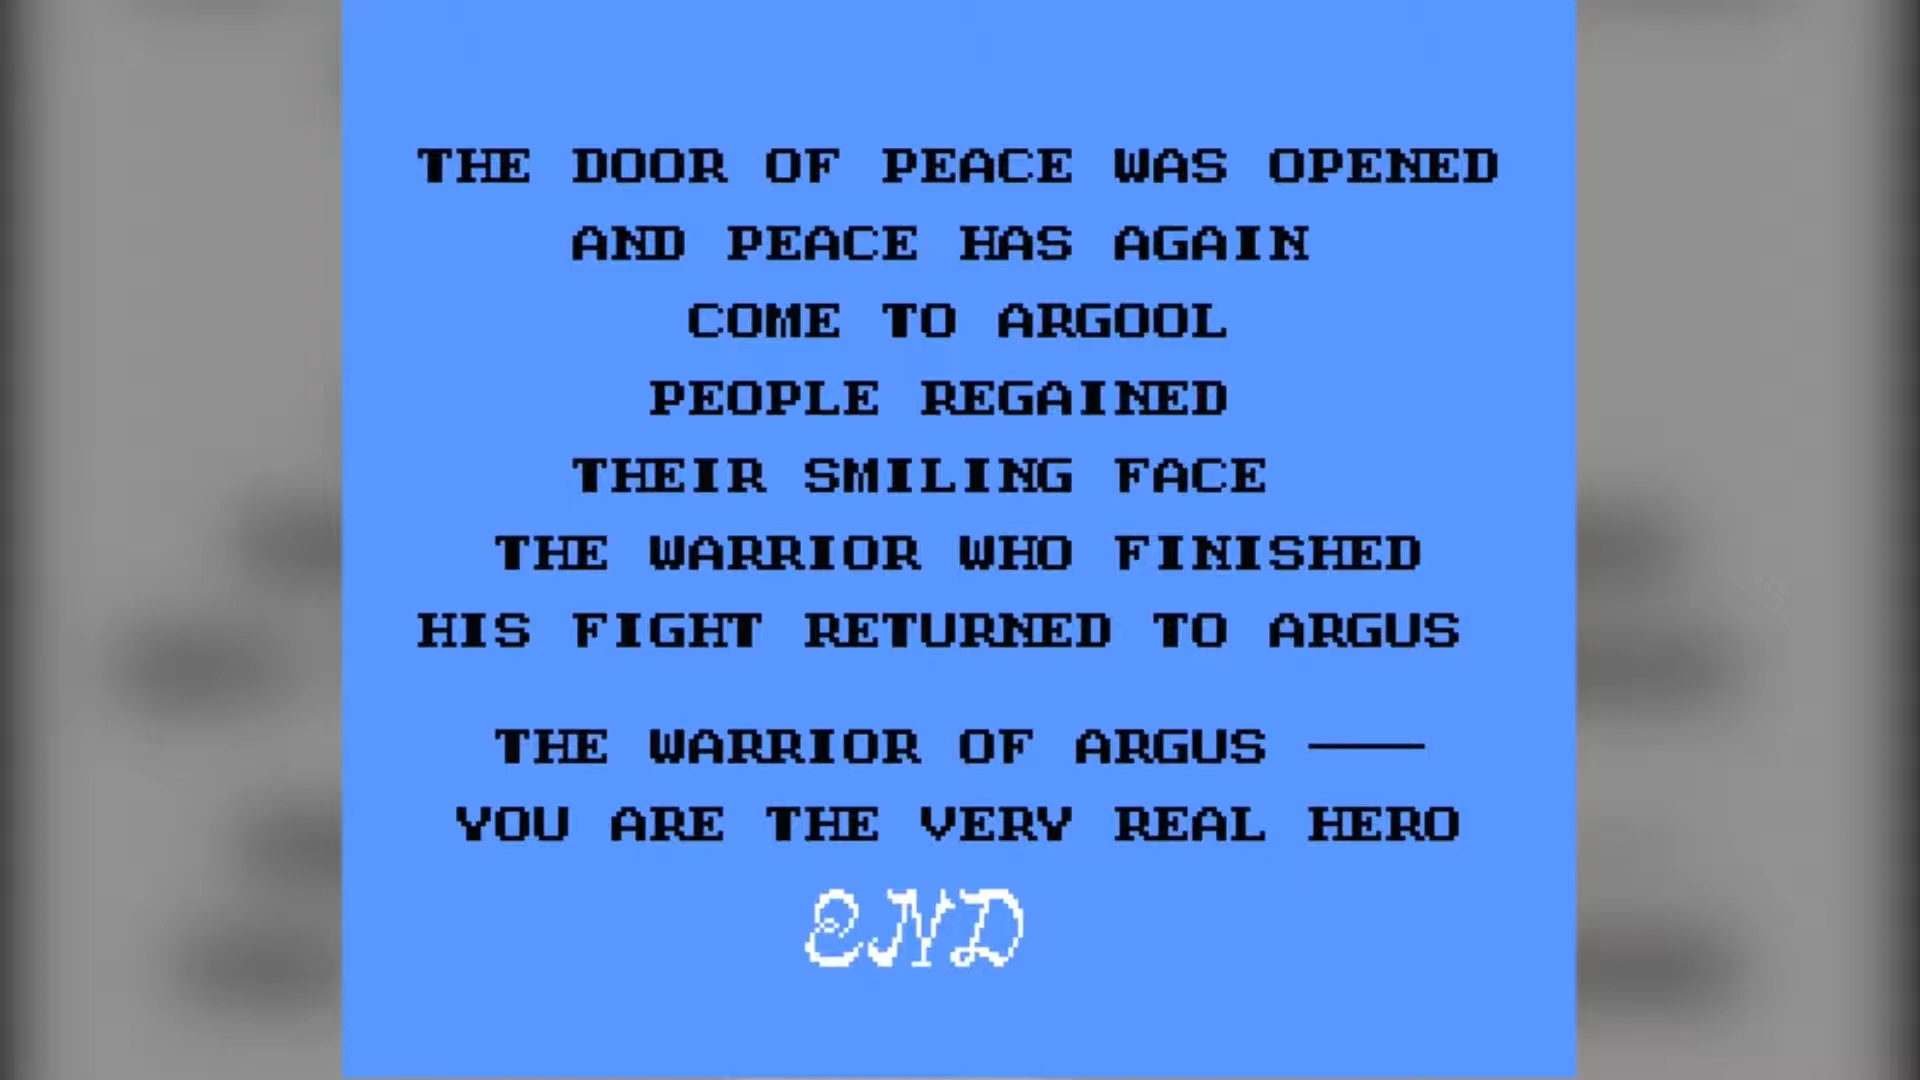 THE DOOR OF PEACE WAS OPENED
AND PEACE HAS AGAIN
COME TO ARGOOL
PEOPLE REGAINED
THEIR SMILING FACE
THE WARRIOR WHO FINISHED
HIS FIGHT RETURNED TO ARGUS
THE WARRIOR OF ARGUS ———
YOU ARE THE VERY REAL HERO
END